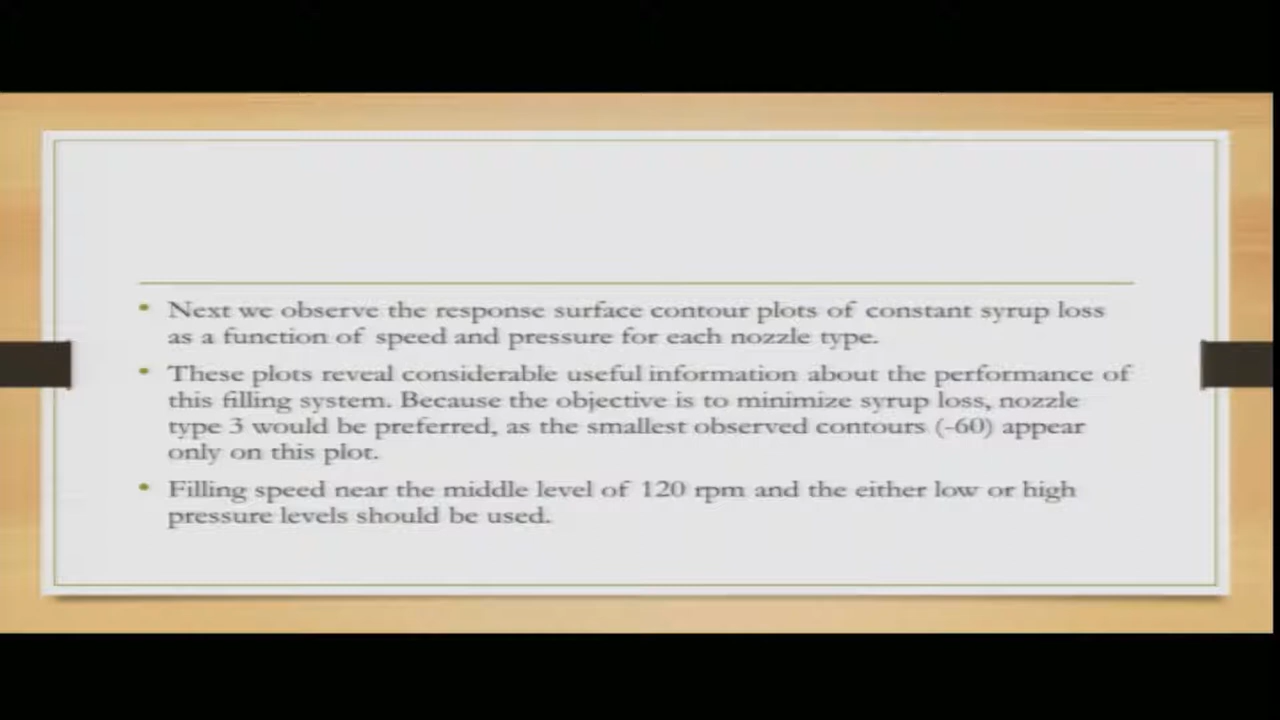 • Next we observe the response surface contour plots of constant syrup loss
as a function of speed and pressure for each nozzle type.
• These plots reveal considerable useful information about the performance of
this filling system. Because the objective is to minimize syrup loss, nozzle
type 3 would be preferred, as the smallest observed contours (-60) appear
only on this plot.
• Filling speed near the middle level of 120 rpm and the either low or high
pressure levels should be used.